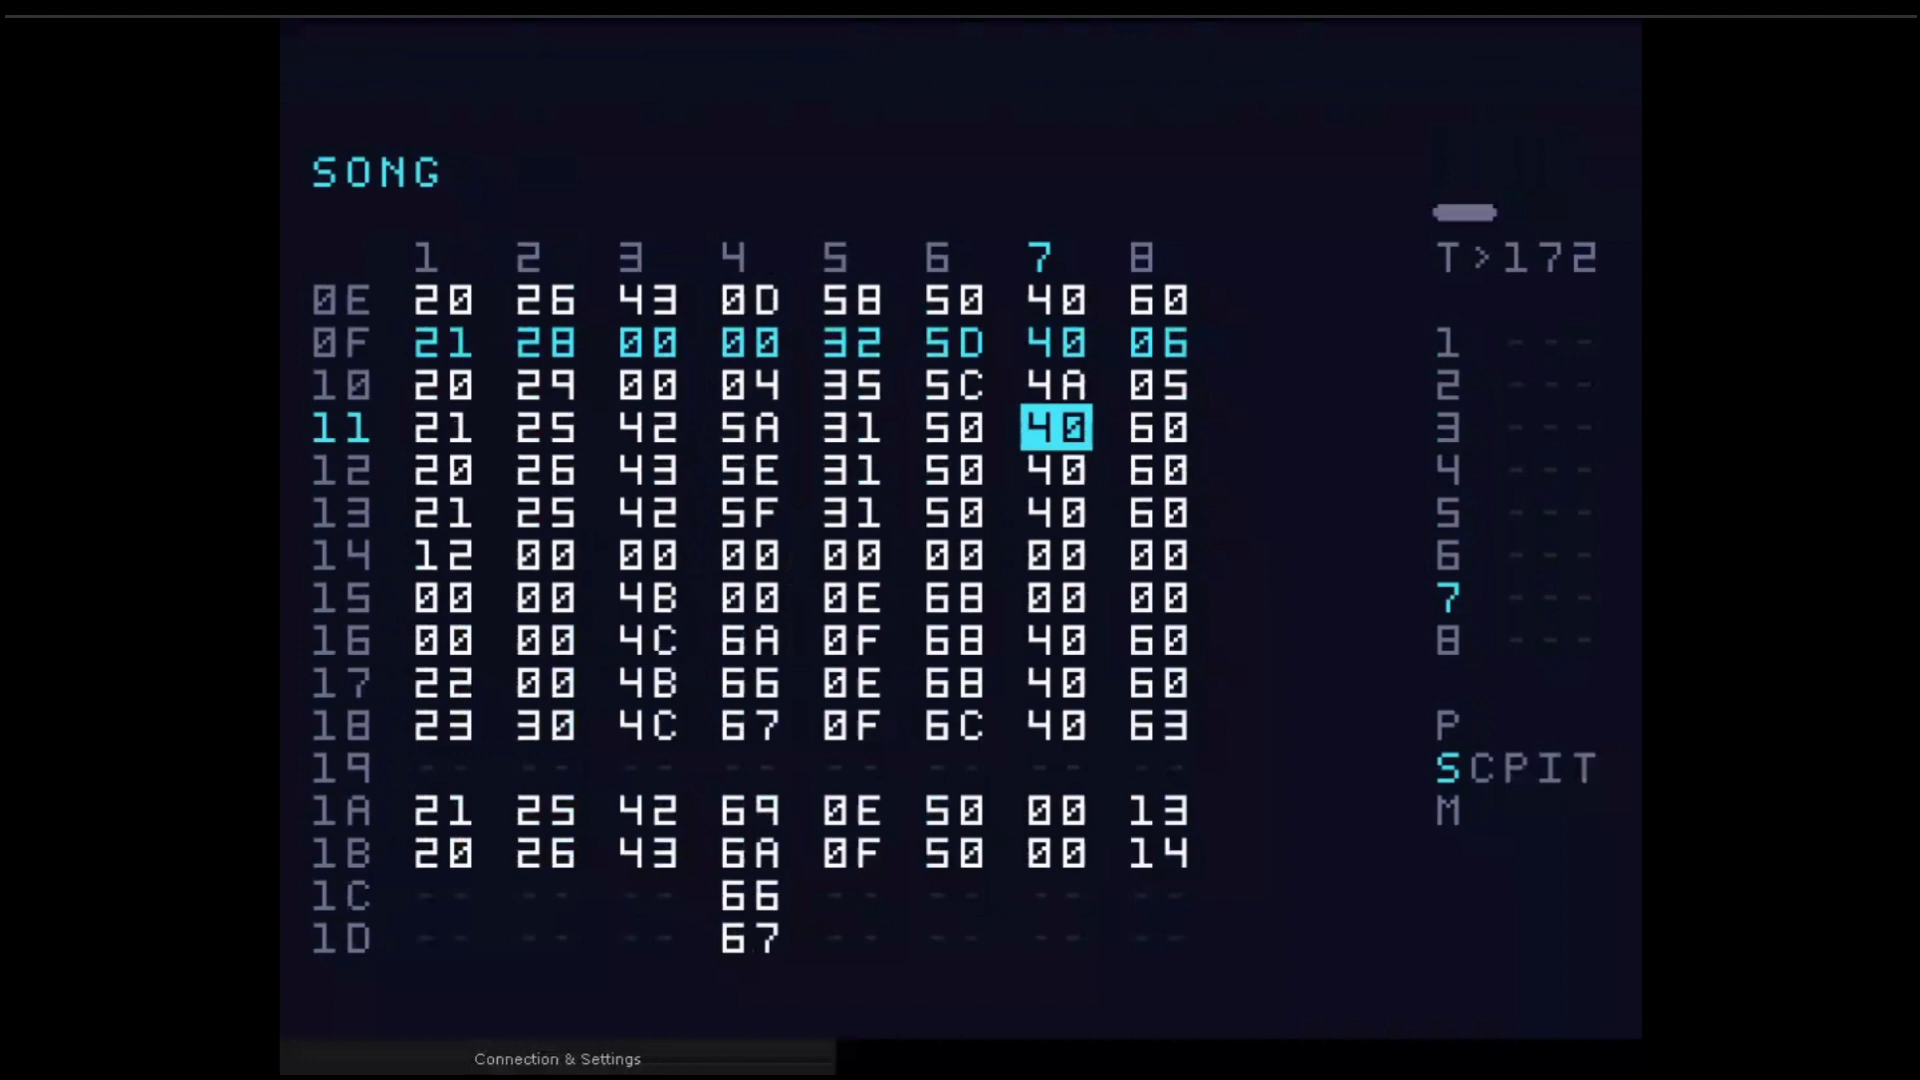 SONG
1 2 3 4 5 6 7 8 T>172
0E 20 26 43 0D 58 50 40 60
0F 21 28 00 00 32 5D 40 06 1 ---
10 20 29 00 04 35 5C 4A 05 2 ---
11 21 25 42 5A 31 50 40 60 3 ---
12 20 26 43 5E 31 50 40 60 4 ---
13 21 25 42 5F 31 50 40 60 5 ---
14 12 00 00 00 00 00 00 00 6 ---
15 00 00 4B 00 0E 68 00 00 7 ---
16 00 00 4C 6A 0F 68 40 60 8 ---
17 22 00 4B 66 0E 68 40 60
18 23 30 4C 67 0F 6C 40 63 P
19 -- -- -- -- -- -- -- -- SCPIT
1A 21 25 42 69 0E 50 00 13 M
1B 20 26 43 6A 0F 50 00 14
1C -- -- -- 66 -- -- -- --
1D -- -- -- 67 -- -- -- --
Connection & Settings